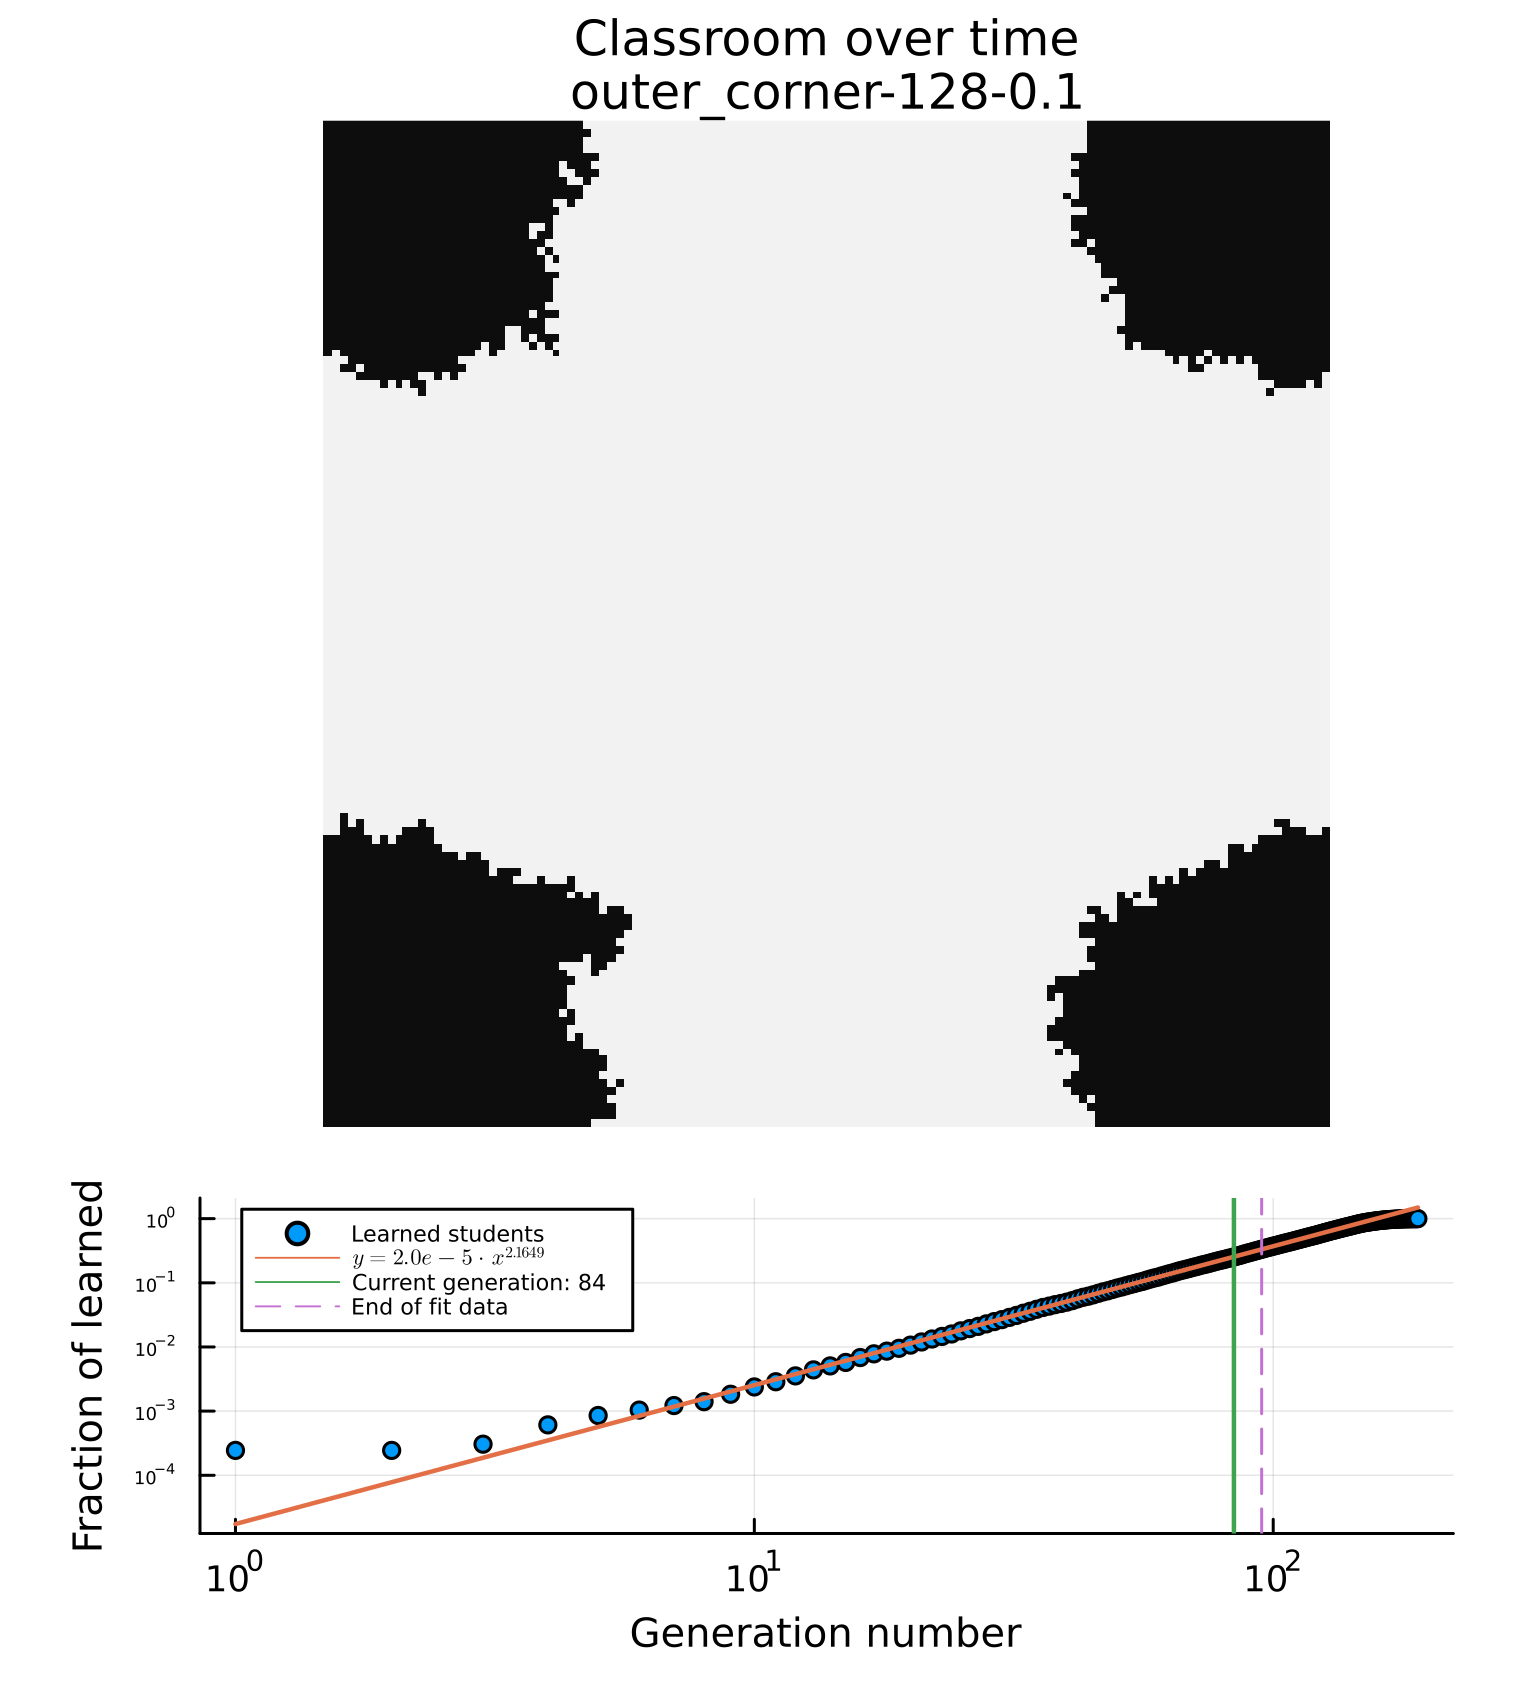 Classroom over time
outer_corner-128-0.1
Fraction of learned
10^0
10^-1
10^-2
10^-3
10^-4
Learned students
y = 2.0e - 5 · x^2.1649
Current generation: 84
End of fit data
10^0
10^1
10^2
Generation number